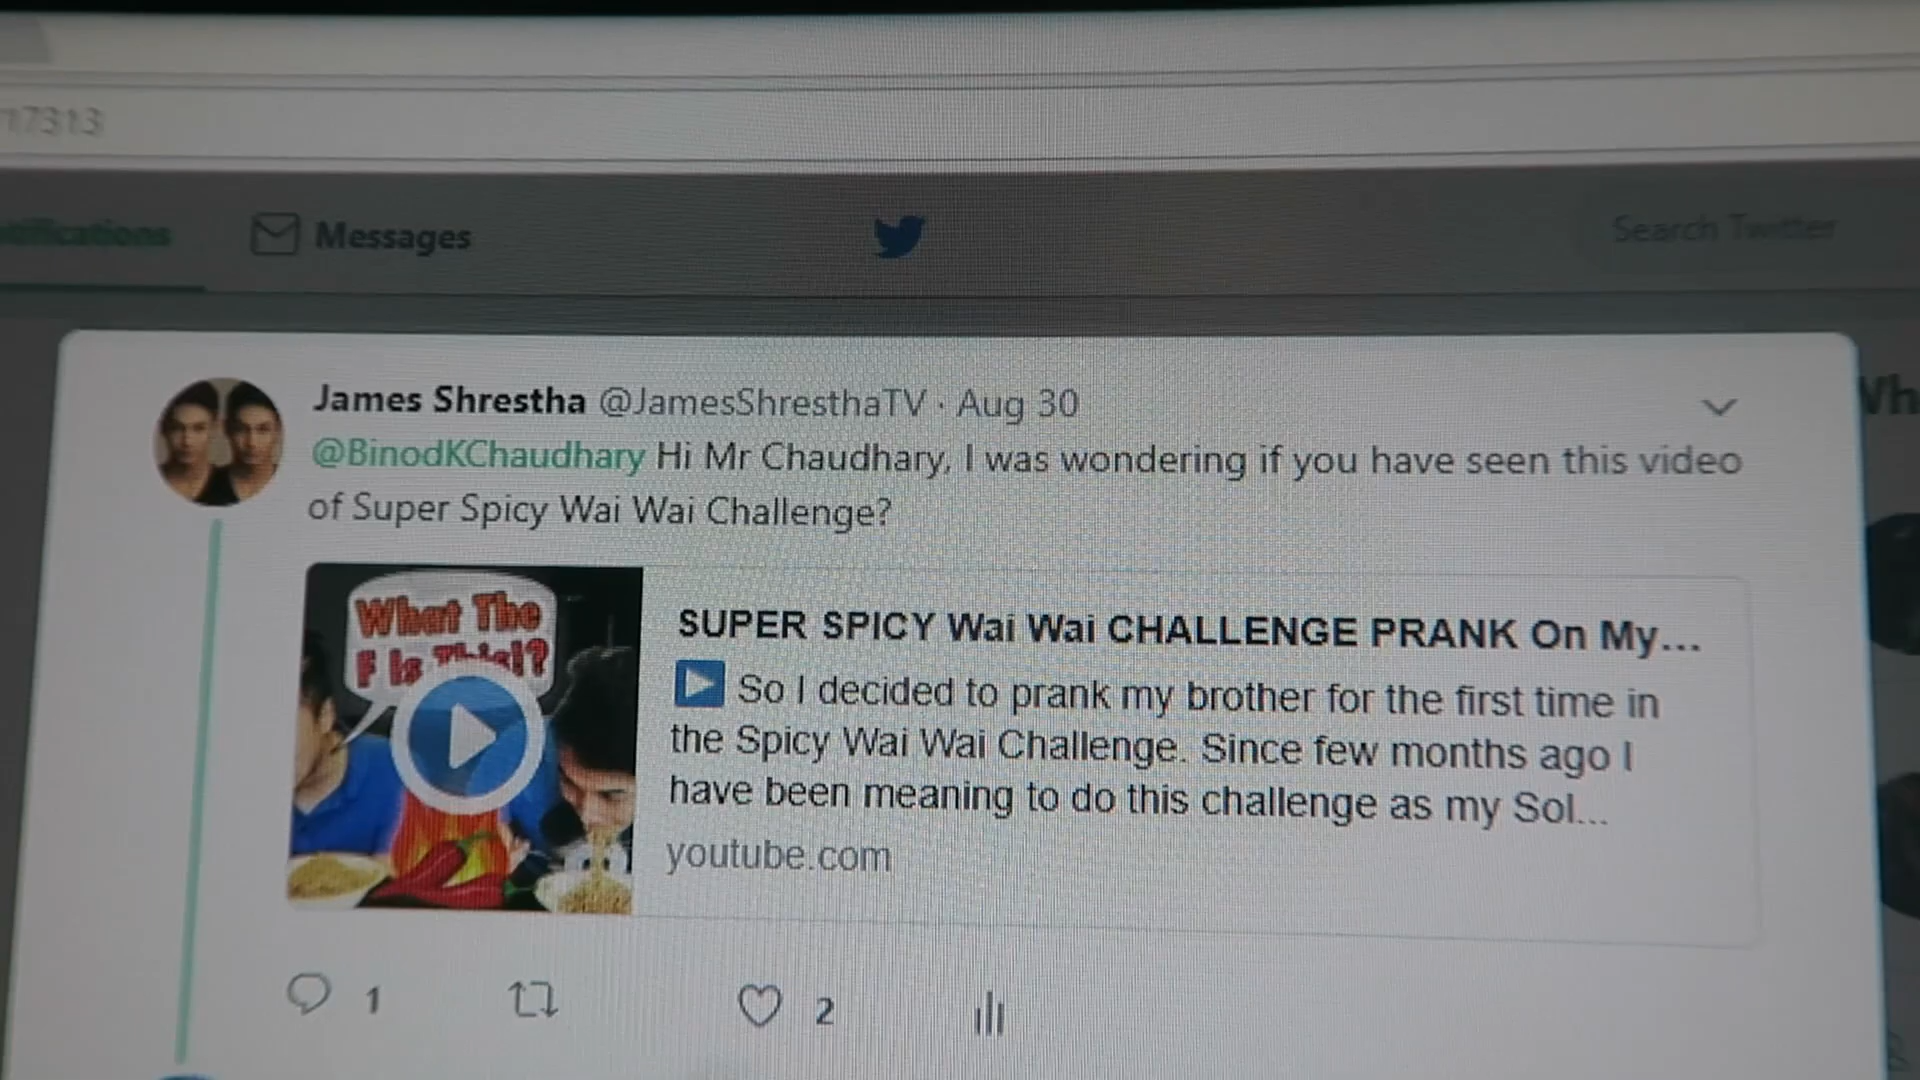 17313
Notifications
Messages
Search Twitter
James Shrestha @JamesShresthaTV · Aug 30
@BinodKChaudhary Hi Mr Chaudhary, I was wondering if you have seen this video
of Super Spicy Wai Wai Challenge?
What The
F Is This!?
SUPER SPICY Wai Wai CHALLENGE PRANK On My...
So I decided to prank my brother for the first time in
the Spicy Wai Wai Challenge. Since few months ago I
have been meaning to do this challenge as my Sol...
youtube.com
1
2